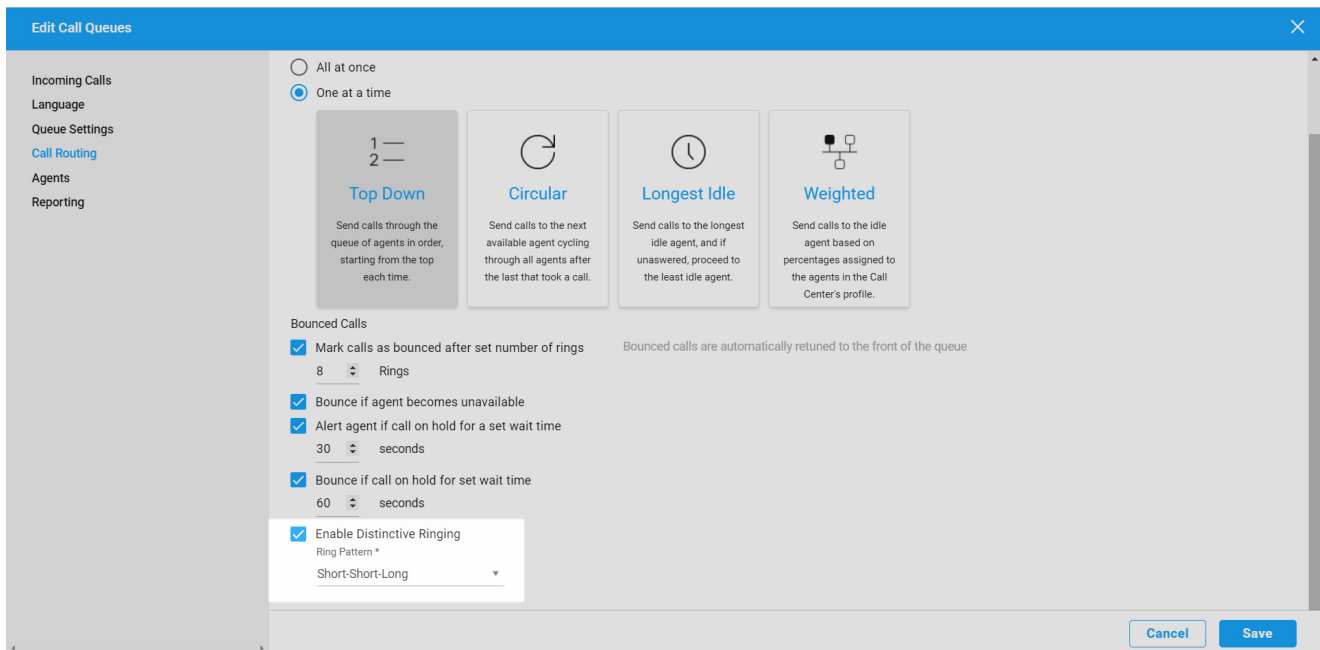 Edit Call Queues
Incoming Calls
Language
Queue Settings
Call Routing
Agents
Reporting
All at once
One at a time
1
2
Top Down
Send calls through the
queue of agents in order,
starting from the top
each time.
Circular
Send calls to the next
available agent cycling
through all agents after
the last that took a call.
Longest Idle
Send calls to the longest
idle agent, and if
unaswered, proceed to
the least idle agent.
Weighted
Send calls to the idle
agent based on
percentages assigned to
the agents in the Call
Center's profile.
Bounced Calls
Mark calls as bounced after set number of rings
Bounced calls are automatically retuned to the front of the queue
8 Rings
Bounce if agent becomes unavailable
Alert agent if call on hold for a set wait time
30 seconds
Bounce if call on hold for set wait time
60 seconds
Enable Distinctive Ringing
Ring Pattern *
Short-Short-Long
Cancel Save